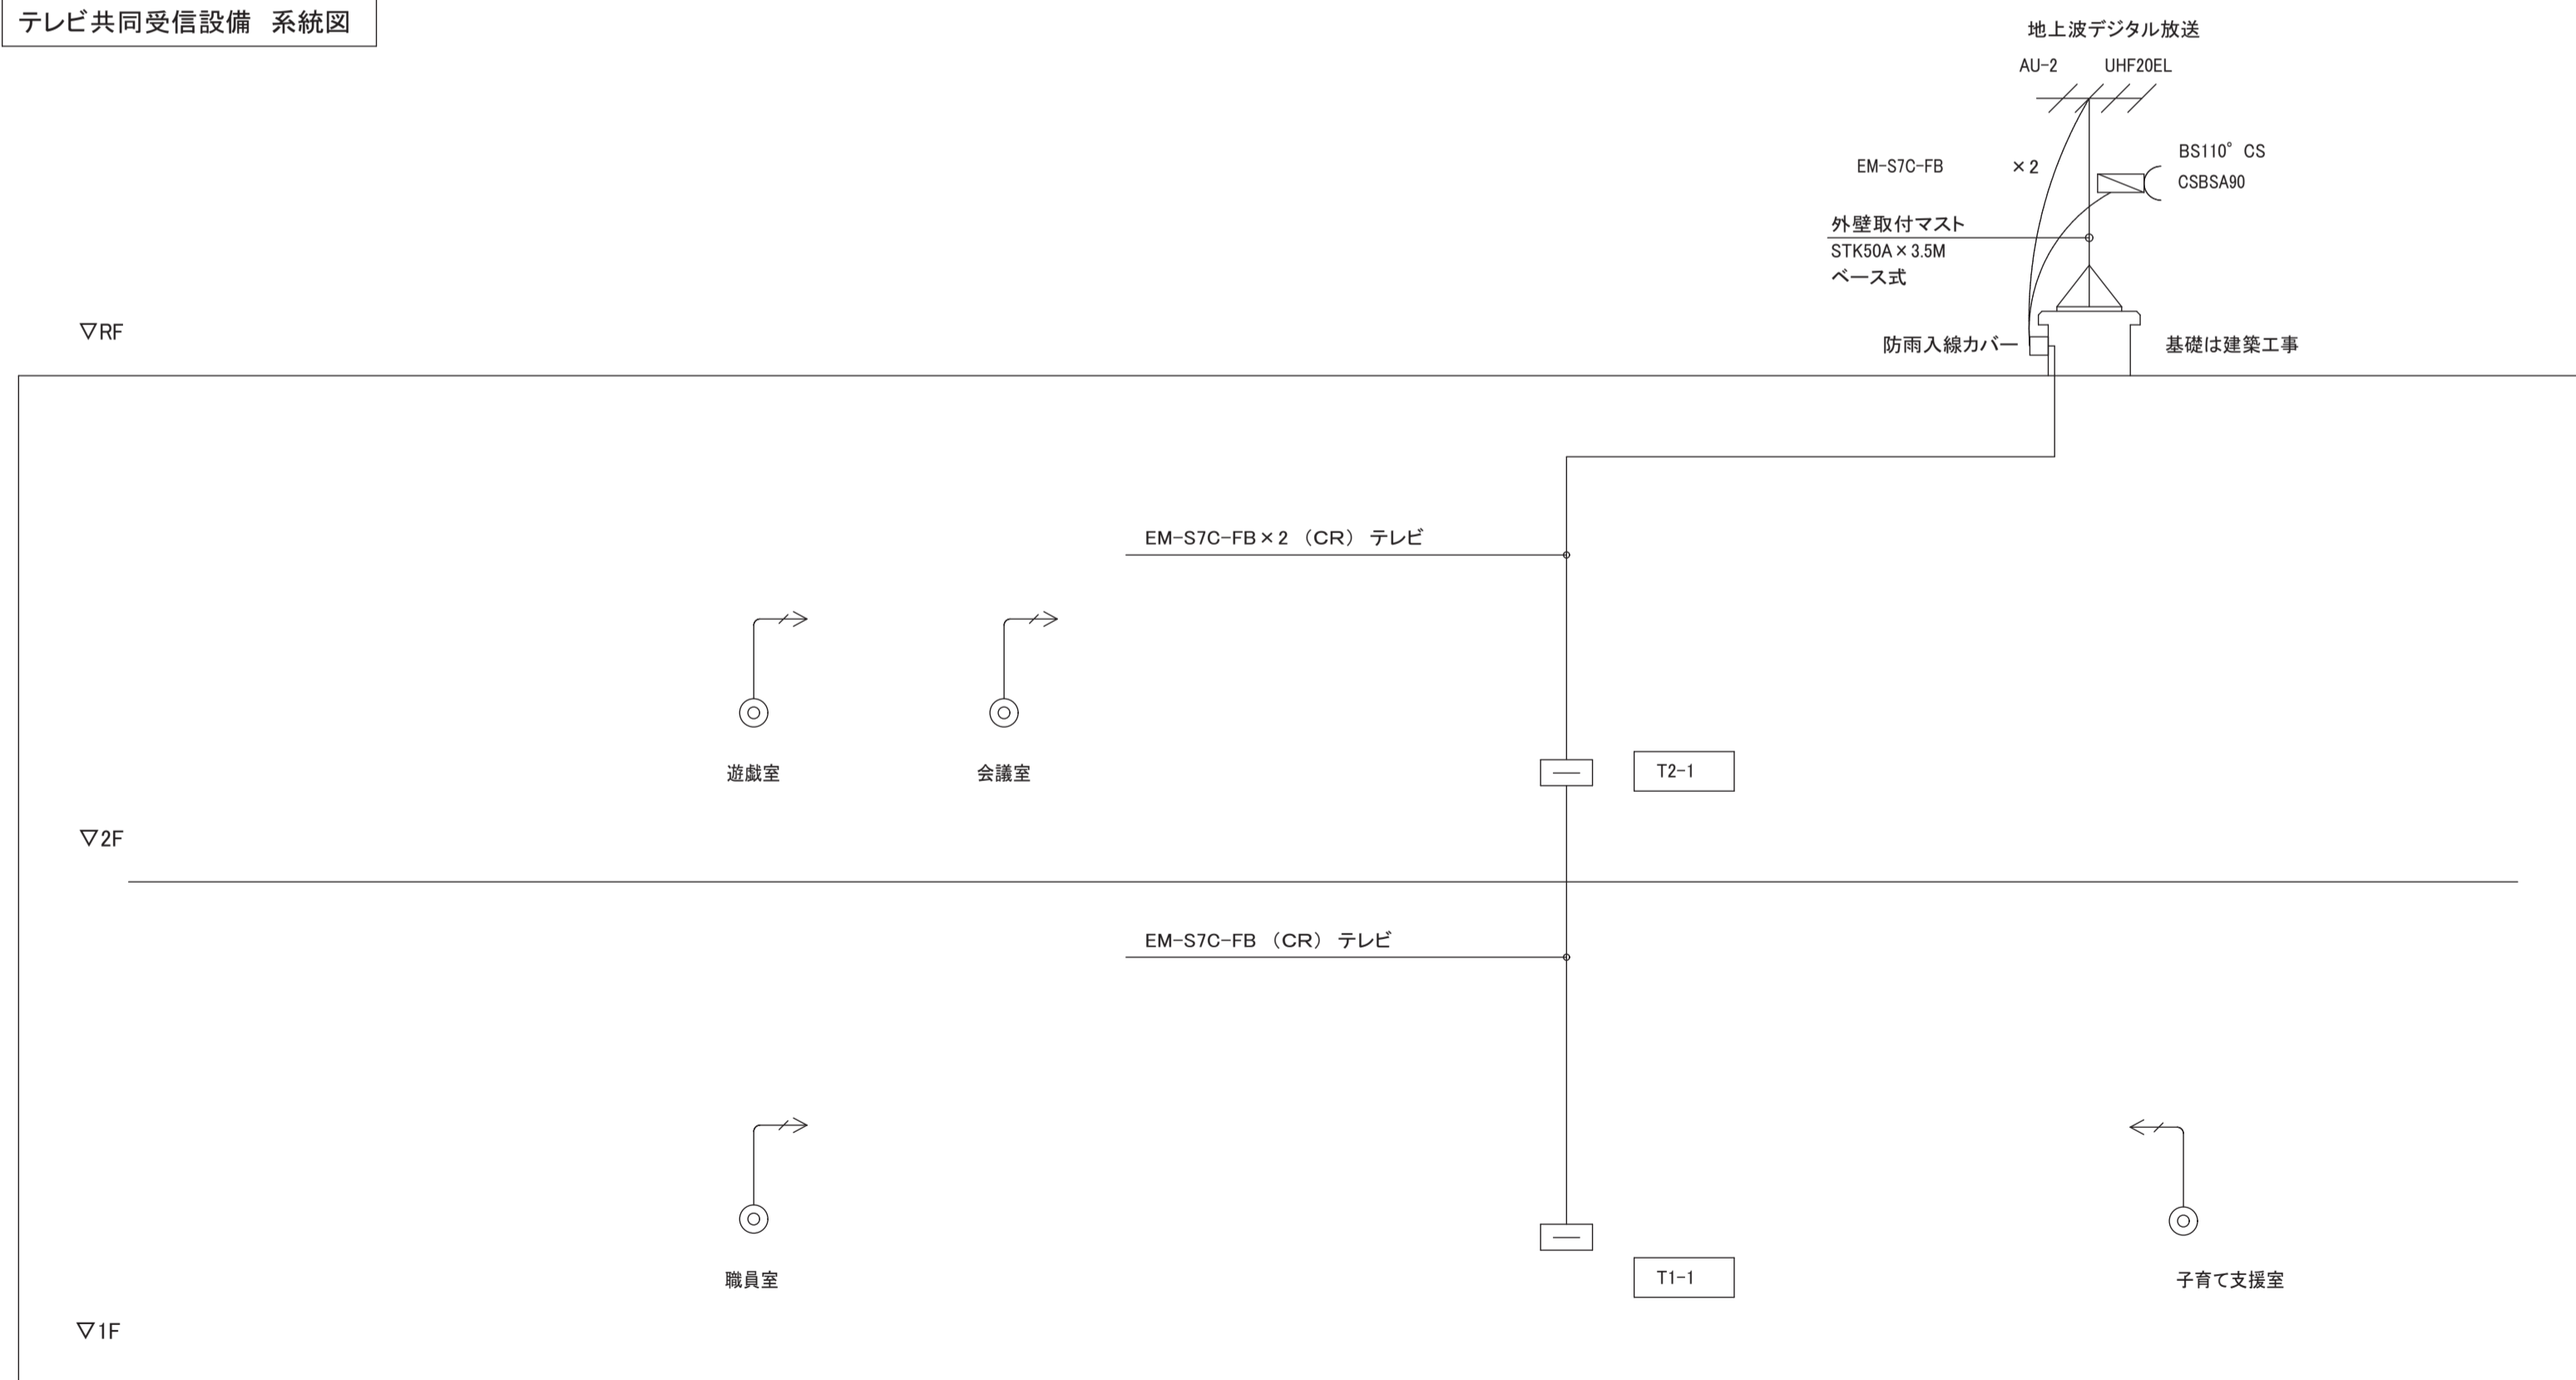 テレビ共同受信設備 系統図
地上波デジタル放送
AU-2 UHF20EL
EM-S7C-FB ×2
BS110° CS
CSBSA90
外壁取付マスト
STK50A×3.5M
ベース式
▽RF
防雨入線カバー
基礎は建築工事
EM-S7C-FB×2 (CR) テレビ
遊戯室
会議室
T2-1
▽2F
EM-S7C-FB (CR) テレビ
職員室
T1-1
子育て支援室
▽1F